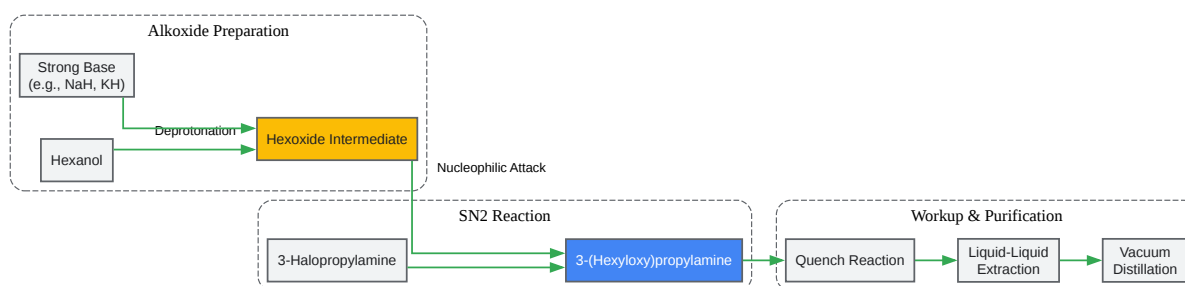 Alkoxide Preparation
Strong Base
(e.g., NaH, KH)
Deprotonation
Hexanol
Hexoxide Intermediate
Nucleophilic Attack
SN2 Reaction
3-Halopropylamine
3-(Hexyloxy)propylamine
Workup & Purification
Quench Reaction
Liquid-Liquid
Extraction
Vacuum
Distillation